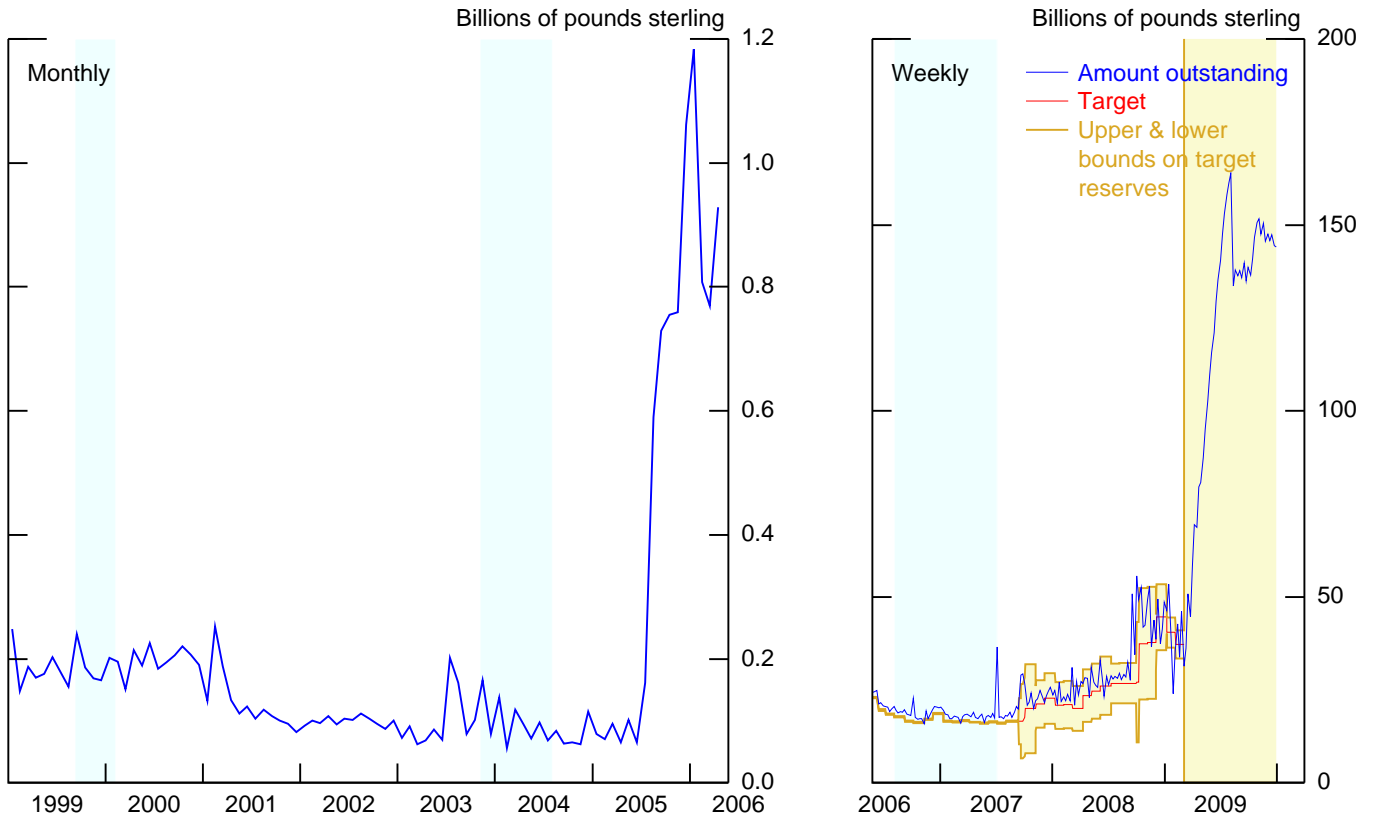 Billions of pounds sterling
Monthly
1.2
1.0
0.8
0.6
0.4
0.2
0.0
1999 2000 2001 2002 2003 2004 2005 2006
Billions of pounds sterling
Weekly
Amount outstanding
Target
Upper & lower
bounds on target
reserves
200
150
100
50
0
2006 2007 2008 2009